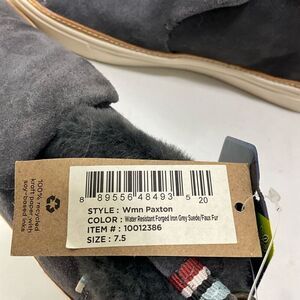 8 89556 48493 5 20
STYLE : Wmn Paxton
COLOR : Water Resistant Forged Iron Grey Suede/Faux Fur
ITEM # : 10012386
SIZE : 7.5
100% recycled
kraft paper with
soy-based inks